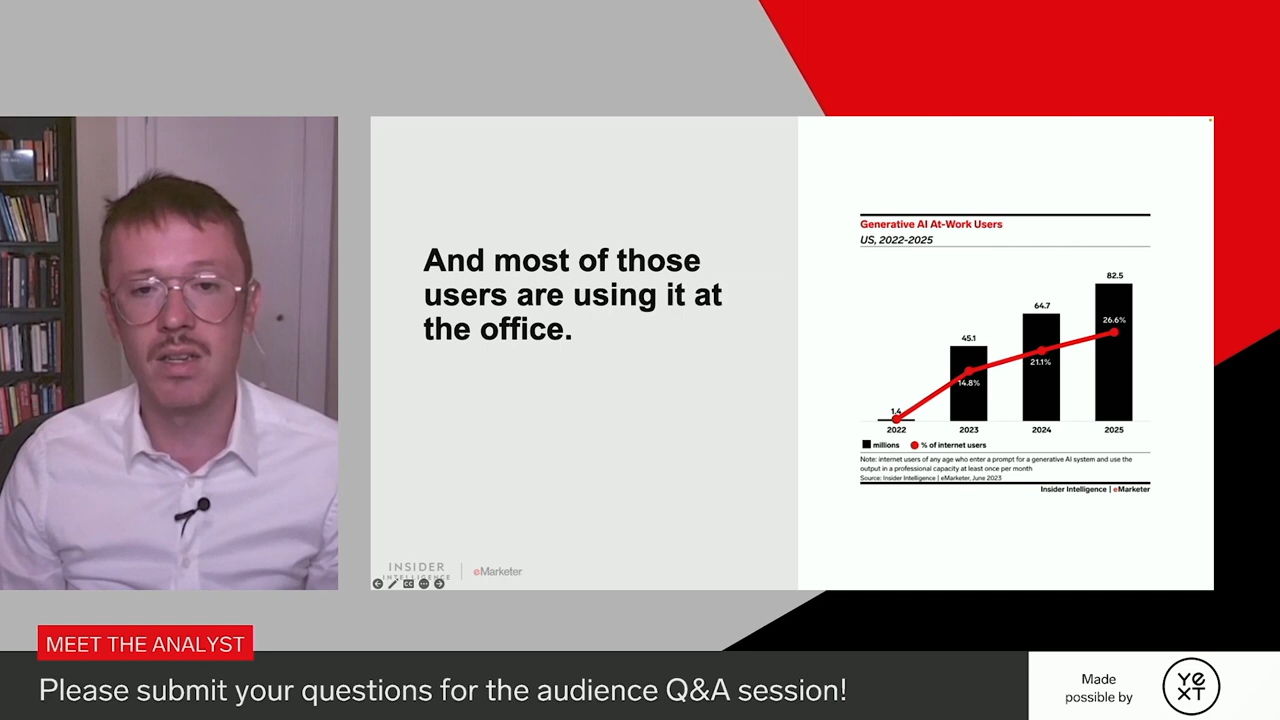 And most of those
users are using it at
the office.
Generative AI At-Work Users
US, 2022-2025
82.5
64.7
45.1
1.4
26.6%
21.1%
14.8%
2022
2023
2024
2025
millions
% of internet users
Note: internet users of any age who enter a prompt for a generative AI system and use the
output in a professional capacity at least once per month
Source: Insider Intelligence | eMarketer, June 2023
Insider Intelligence | eMarketer
INSIDER
INTELLIGENCE
eMarketer
CC
MEET THE ANALYST
Please submit your questions for the audience Q&A session!
Made
possible by
YEXT